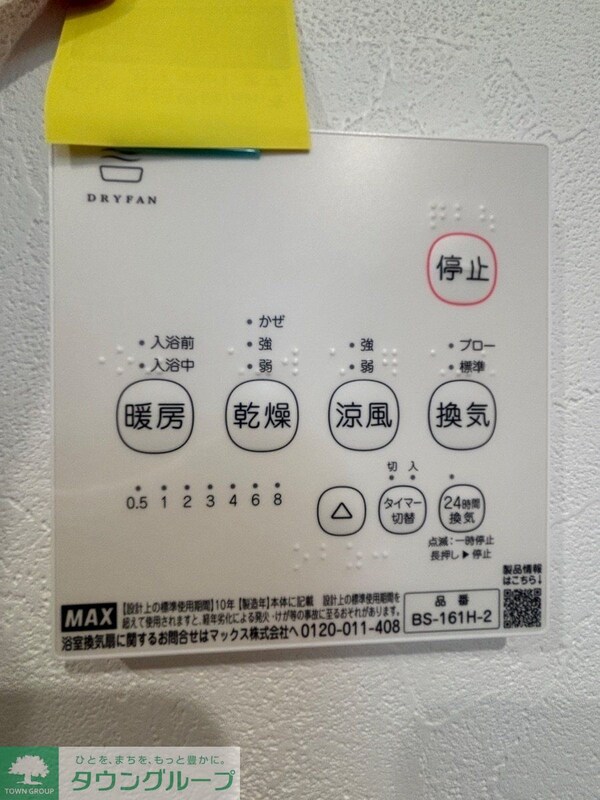 DRYFAN
停止
• かぜ
• 入浴前 • 強 • 強 • ブロー
• 入浴中 • 弱 • 弱 • 標準
暖房 乾燥 涼風 換気
切 入
0.5 1 2 3 4 6 8
△ タイマー切替 24時間換気
点滅:一時停止
長押し▶停止
製品情報
はこちら↓
MAX 【設計上の標準使用期間】10年【製造年】本体に記載 設計上の標準使用期間を
超えて使用されますと、経年劣化による発火・けが等の事故に至るおそれがあります。
浴室換気扇に関するお問合せはマックス株式会社へ 0120-011-408
品番
BS-161H-2
TOWN GROUP
ひとを、まちを、もっと豊かに。
タウングループ